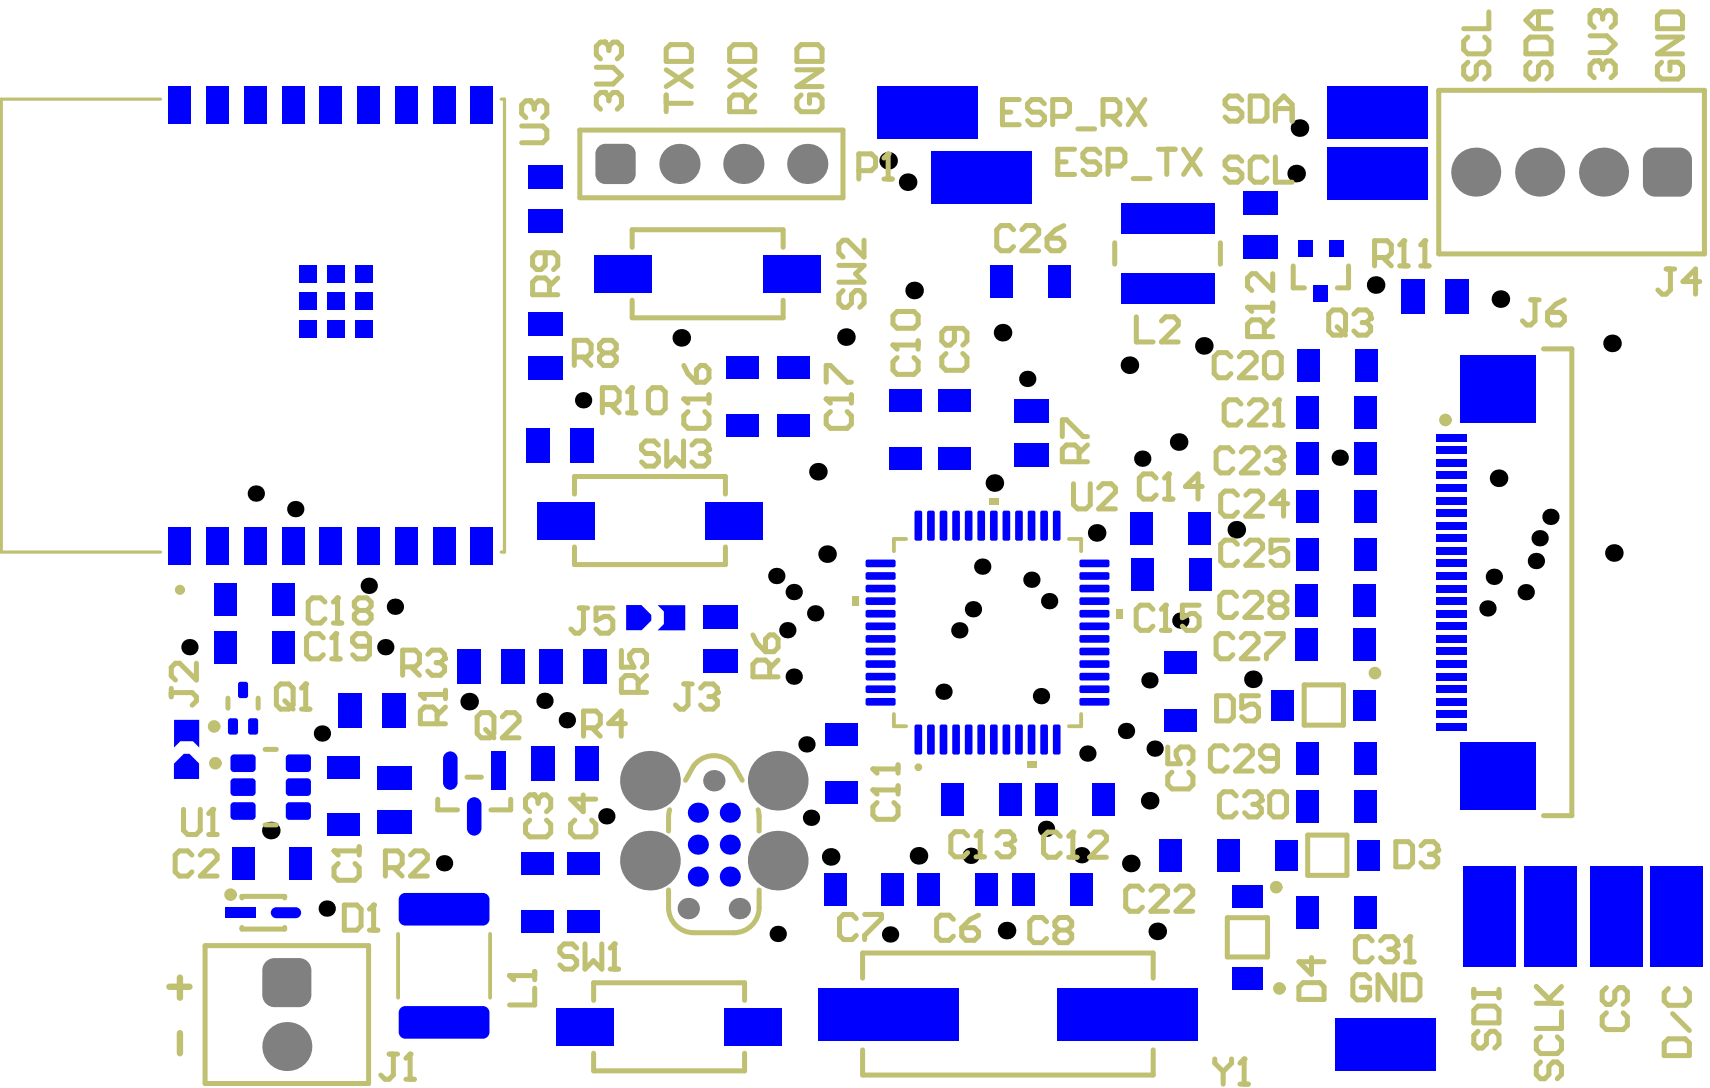 3V3
TXD
RXD
GND
SCL
SDA
3V3
GND
U3
P1
ESP_RX
ESP_TX
SDA
SCL
R9
SW2
C26
L2
R12
Q3
R11
J4
J6
R8
R10
C16
C17
C10
C9
R7
C20
C21
C23
C24
C25
C28
C27
SW3
U2
C14
C15
C18
C19
J5
R6
J2
Q1
R3
R1
R5
J3
Q2
R4
D5
C29
C30
C5
C11
U1
C3
C4
C2
C1
R2
C13
C12
D3
D1
C22
C7
C6
C8
SW1
L1
C31
GND
D4
+
-
J1
Y1
SDI
SCLK
CS
D/C